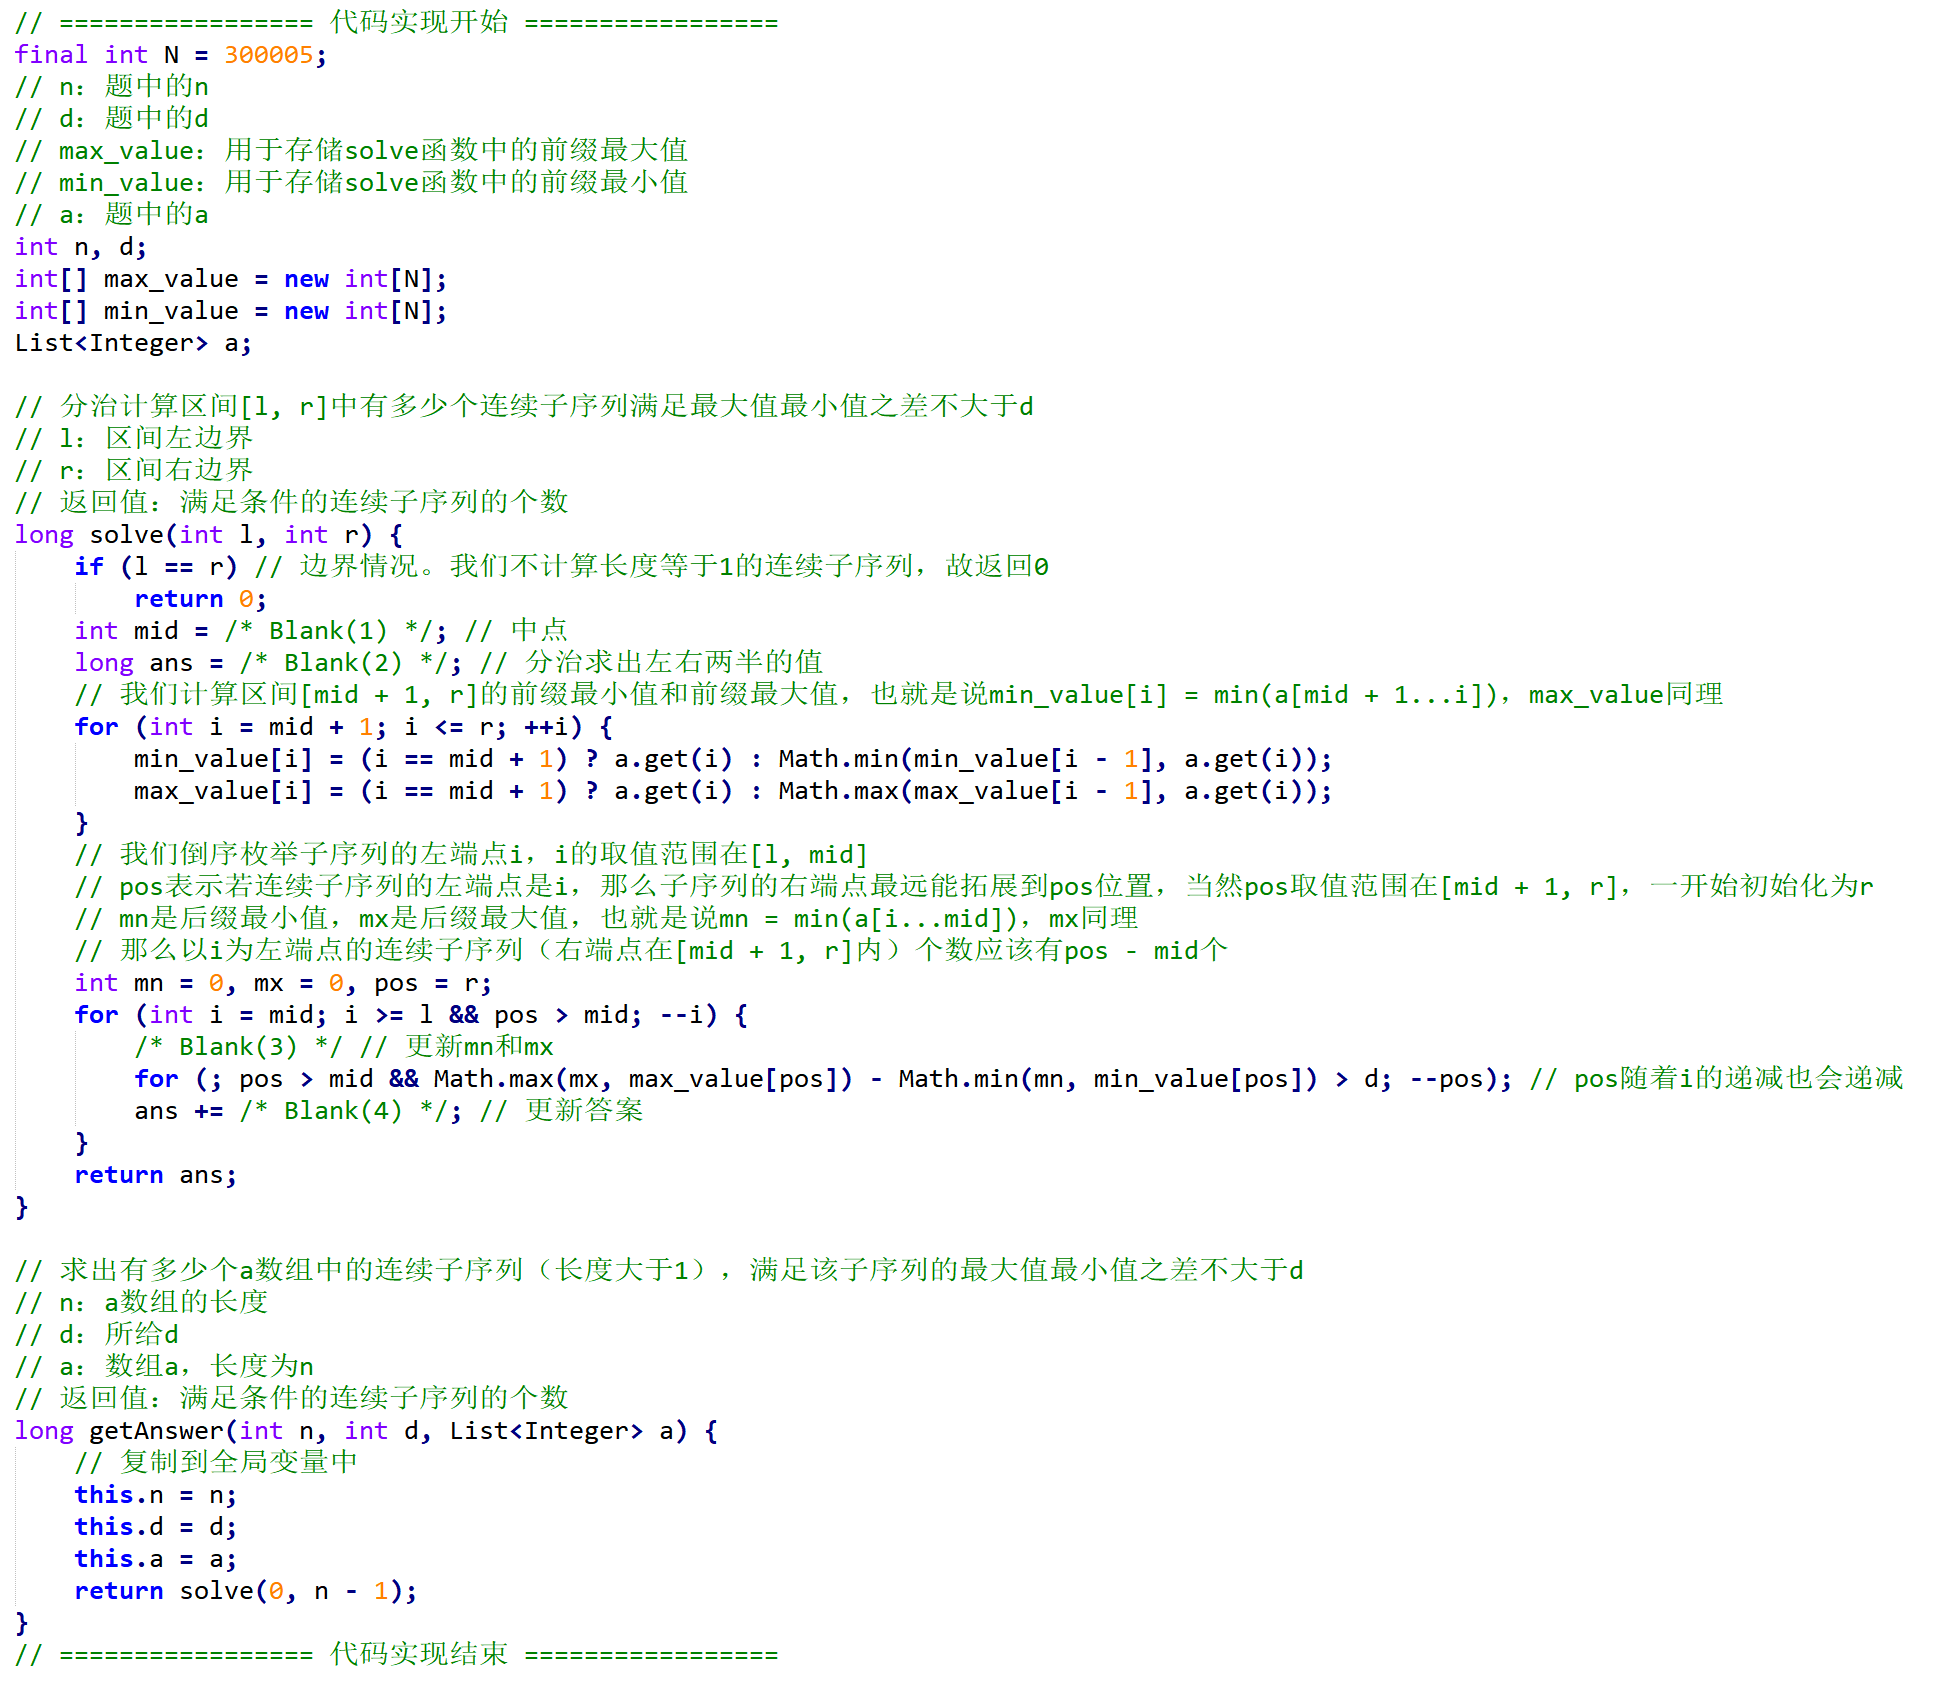 // ================= 代码实现开始 =================
final int N = 300005;
// n：题中的n
// d：题中的d
// max_value：用于存储solve函数中的前缀最大值
// min_value：用于存储solve函数中的前缀最小值
// a：题中的a
int n, d;
int[] max_value = new int[N];
int[] min_value = new int[N];
List<Integer> a;

// 分治计算区间[l, r]中有多少个连续子序列满足最大值最小值之差不大于d
// l：区间左边界
// r：区间右边界
// 返回值：满足条件的连续子序列的个数
long solve(int l, int r) {
    if (l == r) // 边界情况。我们不计算长度等于1的连续子序列，故返回0
        return 0;
    int mid = /* Blank(1) */; // 中点
    long ans = /* Blank(2) */; // 分治求出左右两半的值
    // 我们计算区间[mid + 1, r]的前缀最小值和前缀最大值，也就是说min_value[i] = min(a[mid + 1...i])，max_value同理
    for (int i = mid + 1; i <= r; ++i) {
        min_value[i] = (i == mid + 1) ? a.get(i) : Math.min(min_value[i - 1], a.get(i));
        max_value[i] = (i == mid + 1) ? a.get(i) : Math.max(max_value[i - 1], a.get(i));
    }
    // 我们倒序枚举子序列的左端点i，i的取值范围在[l, mid]
    // pos表示若连续子序列的左端点是i，那么子序列的右端点最远能拓展到pos位置，当然pos取值范围在[mid + 1, r]，一开始初始化为r
    // mn是后缀最小值，mx是后缀最大值，也就是说mn = min(a[i...mid])，mx同理
    // 那么以i为左端点的连续子序列（右端点在[mid + 1, r]内）个数应该有pos - mid个
    int mn = 0, mx = 0, pos = r;
    for (int i = mid; i >= l && pos > mid; --i) {
        /* Blank(3) */ // 更新mn和mx
        for (; pos > mid && Math.max(mx, max_value[pos]) - Math.min(mn, min_value[pos]) > d; --pos); // pos随着i的递减也会递减
        ans += /* Blank(4) */; // 更新答案
    }
    return ans;
}

// 求出有多少个a数组中的连续子序列（长度大于1），满足该子序列的最大值最小值之差不大于d
// n：a数组的长度
// d：所给d
// a：数组a，长度为n
// 返回值：满足条件的连续子序列的个数
long getAnswer(int n, int d, List<Integer> a) {
    // 复制到全局变量中
    this.n = n;
    this.d = d;
    this.a = a;
    return solve(0, n - 1);
}
// ================= 代码实现结束 =================